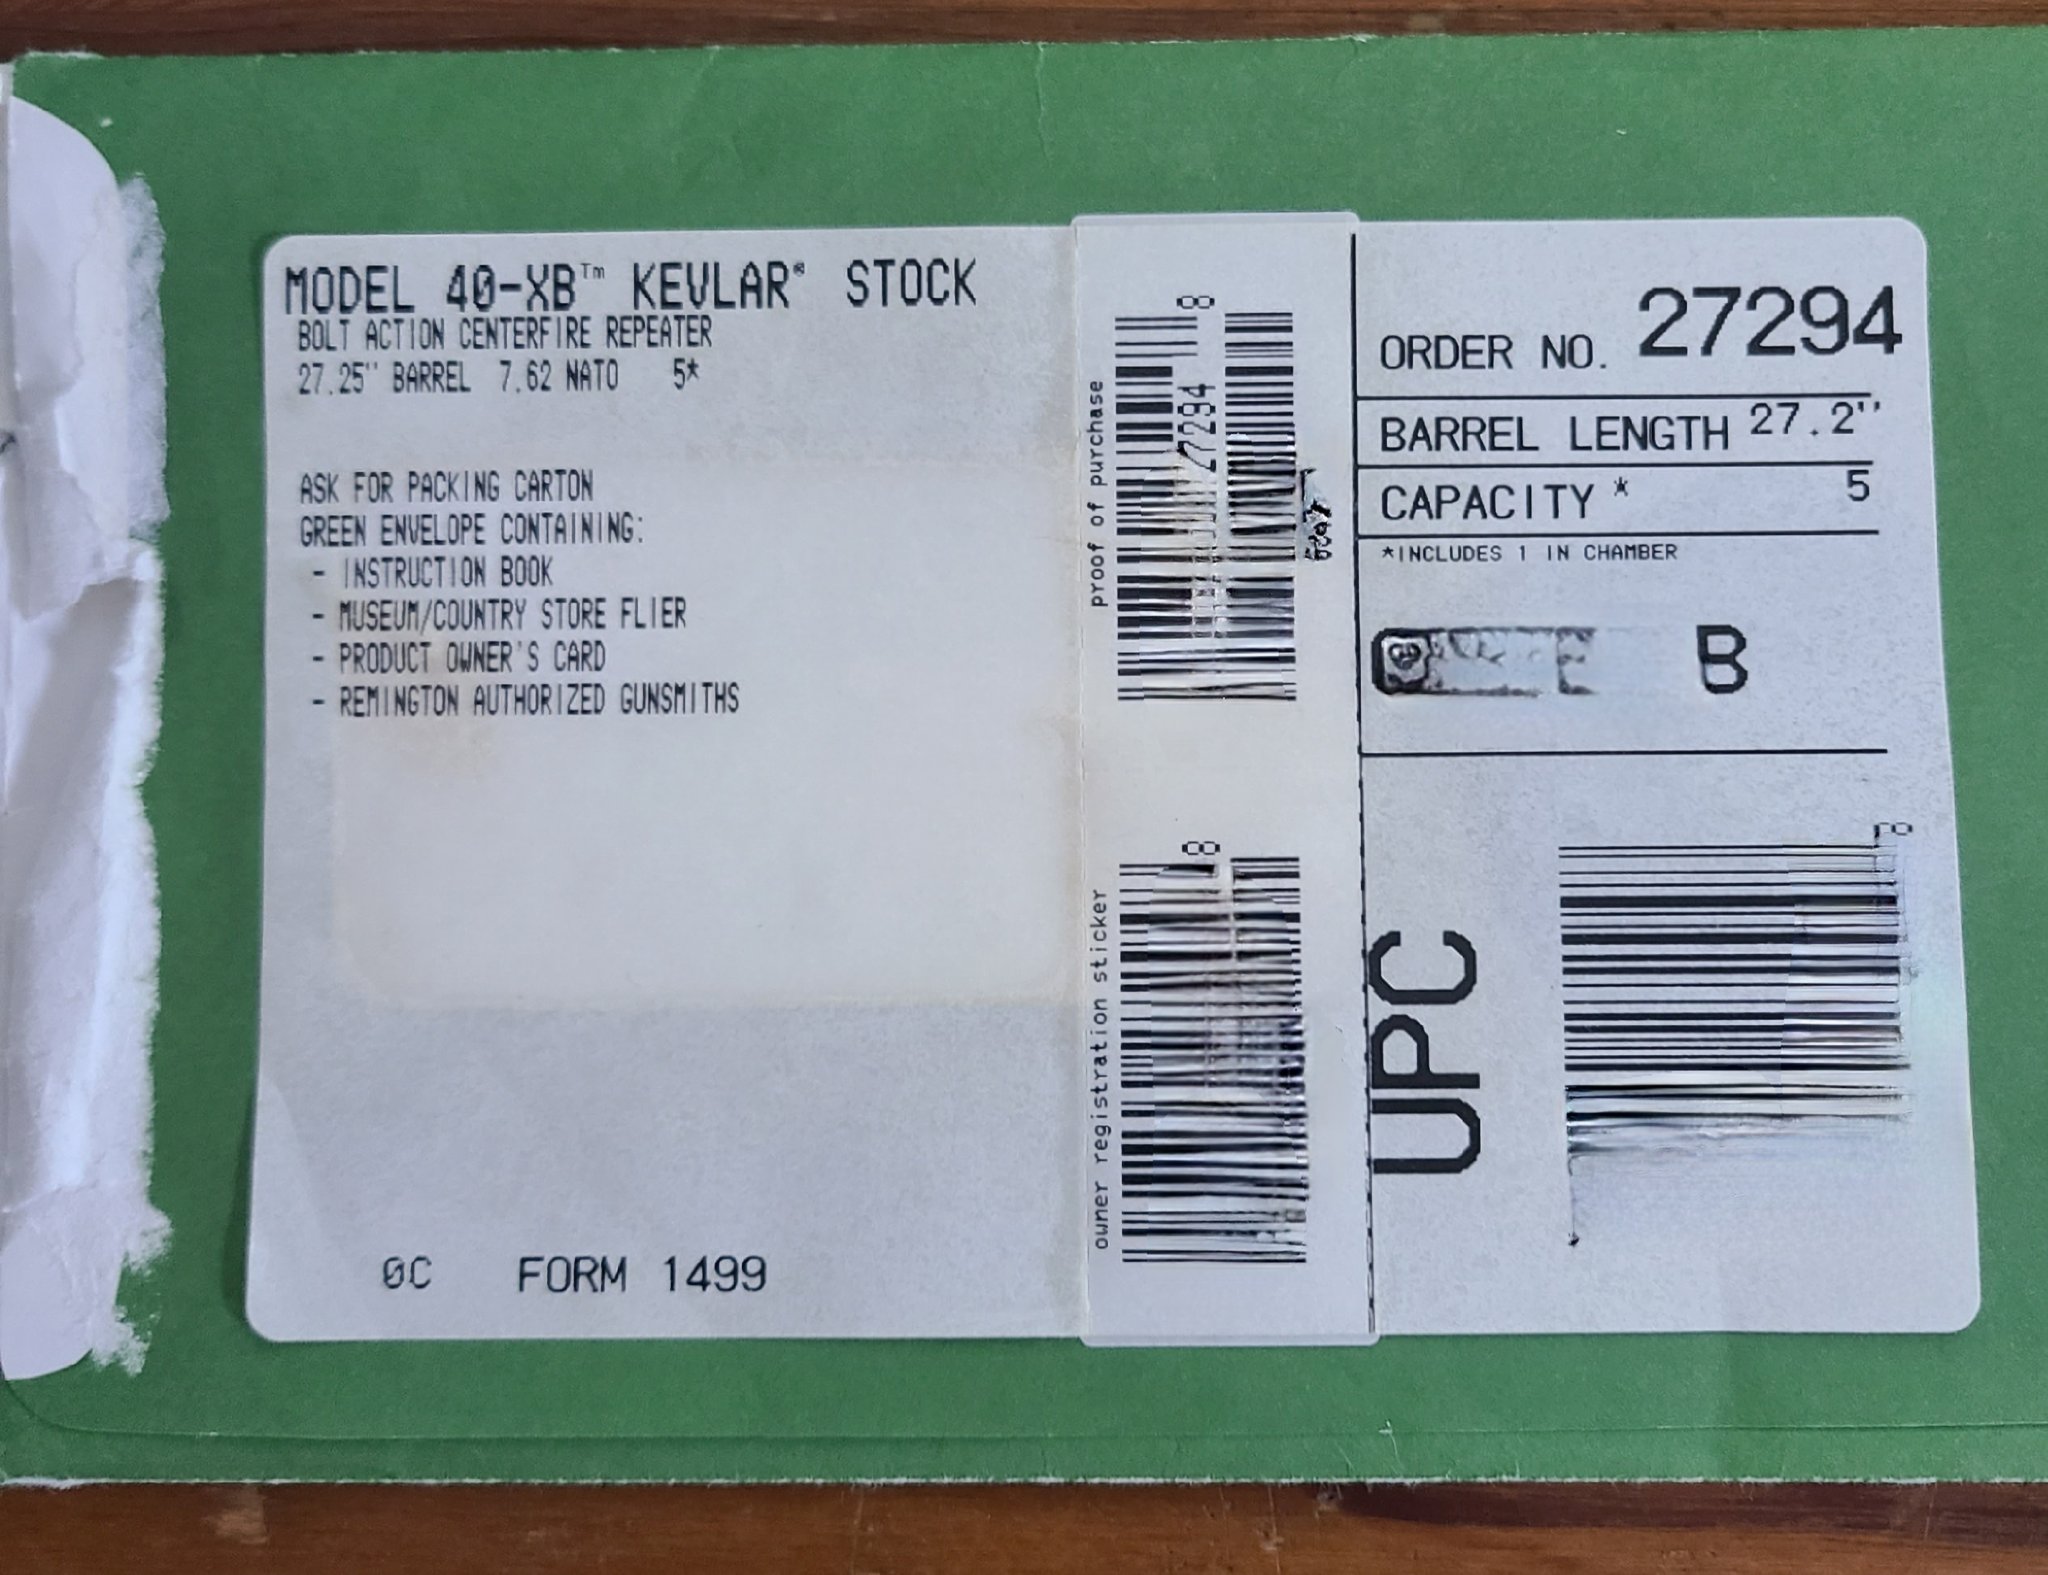 MODEL 40-XB™ KEVLAR® STOCK
BOLT ACTION CENTERFIRE REPEATER
27.25" BARREL 7.62 NATO 5*
ASK FOR PACKING CARTON
GREEN ENVELOPE CONTAINING:
- INSTRUCTION BOOK
- MUSEUM/COUNTRY STORE FLIER
- PRODUCT OWNER'S CARD
- REMINGTON AUTHORIZED GUNSMITHS
0C FORM 1499
proof of purchase
8
27294
owner registration sticker
8
ORDER NO. 27294
BARREL LENGTH 27.2"
CAPACITY * 5
*INCLUDES 1 IN CHAMBER
B
UPC
8